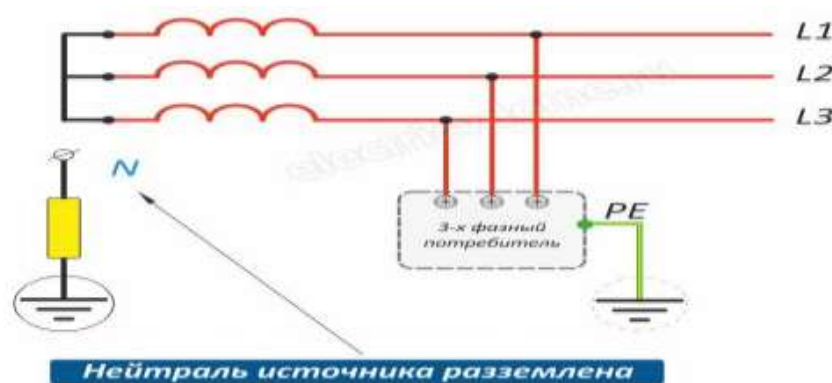 L1
L2
L3
N
PE
3-х фазный
потребитель
Нейтраль источника разземлена